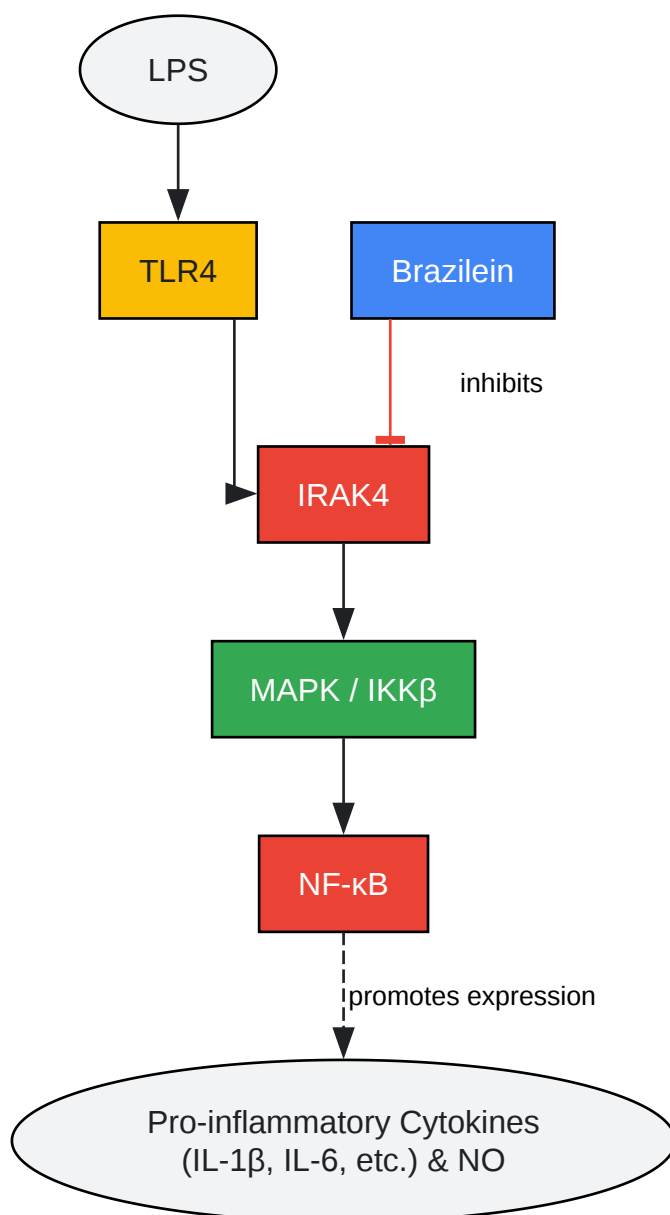 LPS
TLR4
Brazilein
inhibits
IRAK4
MAPK / IKKβ
NF-κB
promotes expression
Pro-inflammatory Cytokines
(IL-1β, IL-6, etc.) & NO